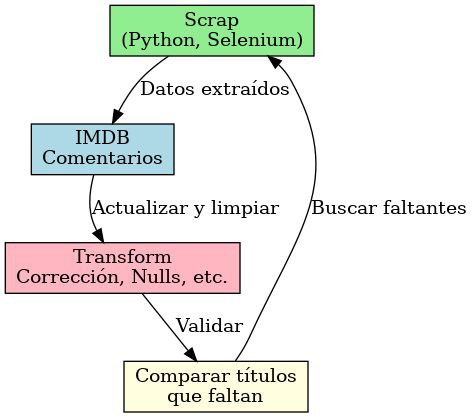 Scrap
(Python, Selenium)
Datos extraídos
IMDB
Comentarios
Actualizar y limpiar
Transform
Corrección, Nulls, etc.
Buscar faltantes
Validar
Comparar títulos
que faltan